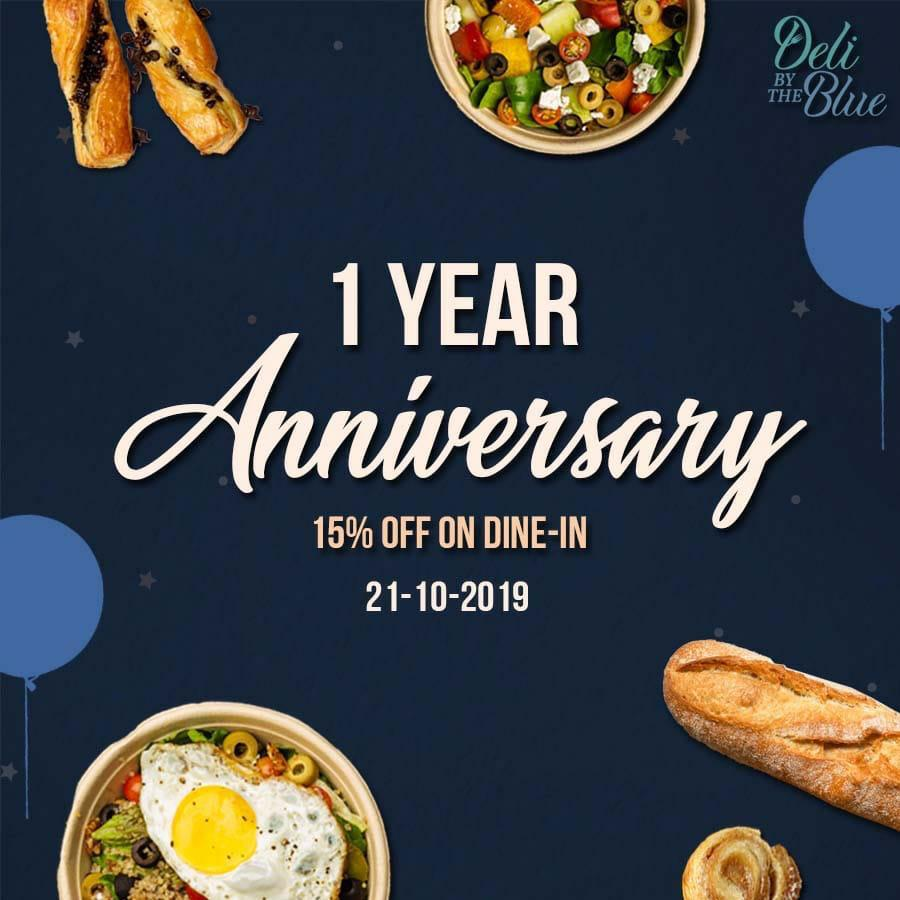 Deli
BY
THE Blue
1 YEAR
Anniversary
15% OFF ON DINE-IN
21-10-2019